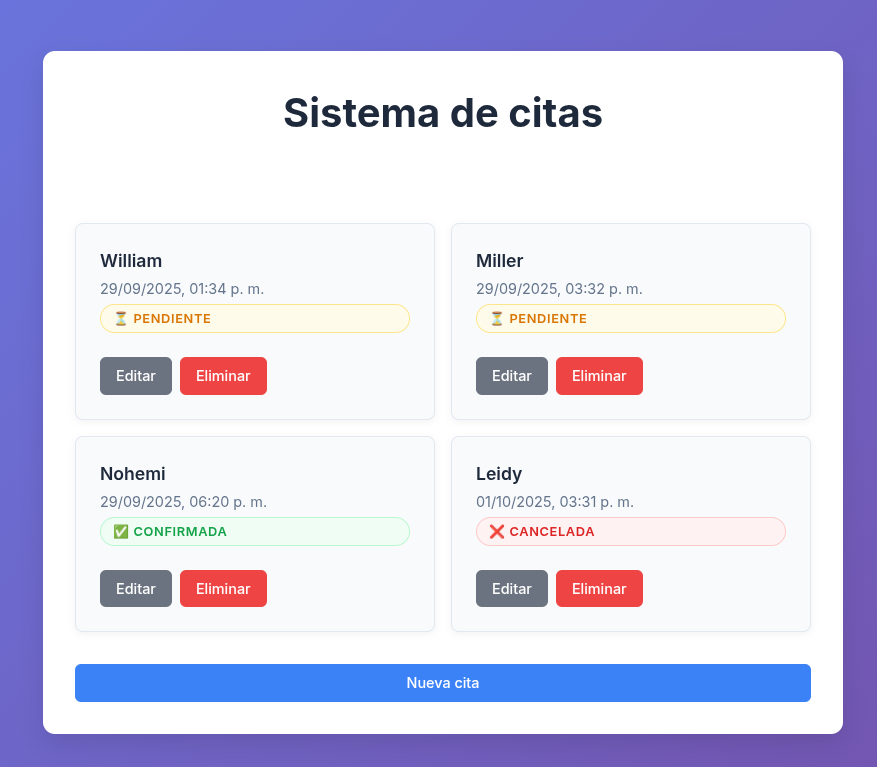 Sistema de citas
William
29/09/2025, 01:34 p. m.
⏳ PENDIENTE
Editar Eliminar
Miller
29/09/2025, 03:32 p. m.
⏳ PENDIENTE
Editar Eliminar
Nohemi
29/09/2025, 06:20 p. m.
✅ CONFIRMADA
Editar Eliminar
Leidy
01/10/2025, 03:31 p. m.
❌ CANCELADA
Editar Eliminar
Nueva cita